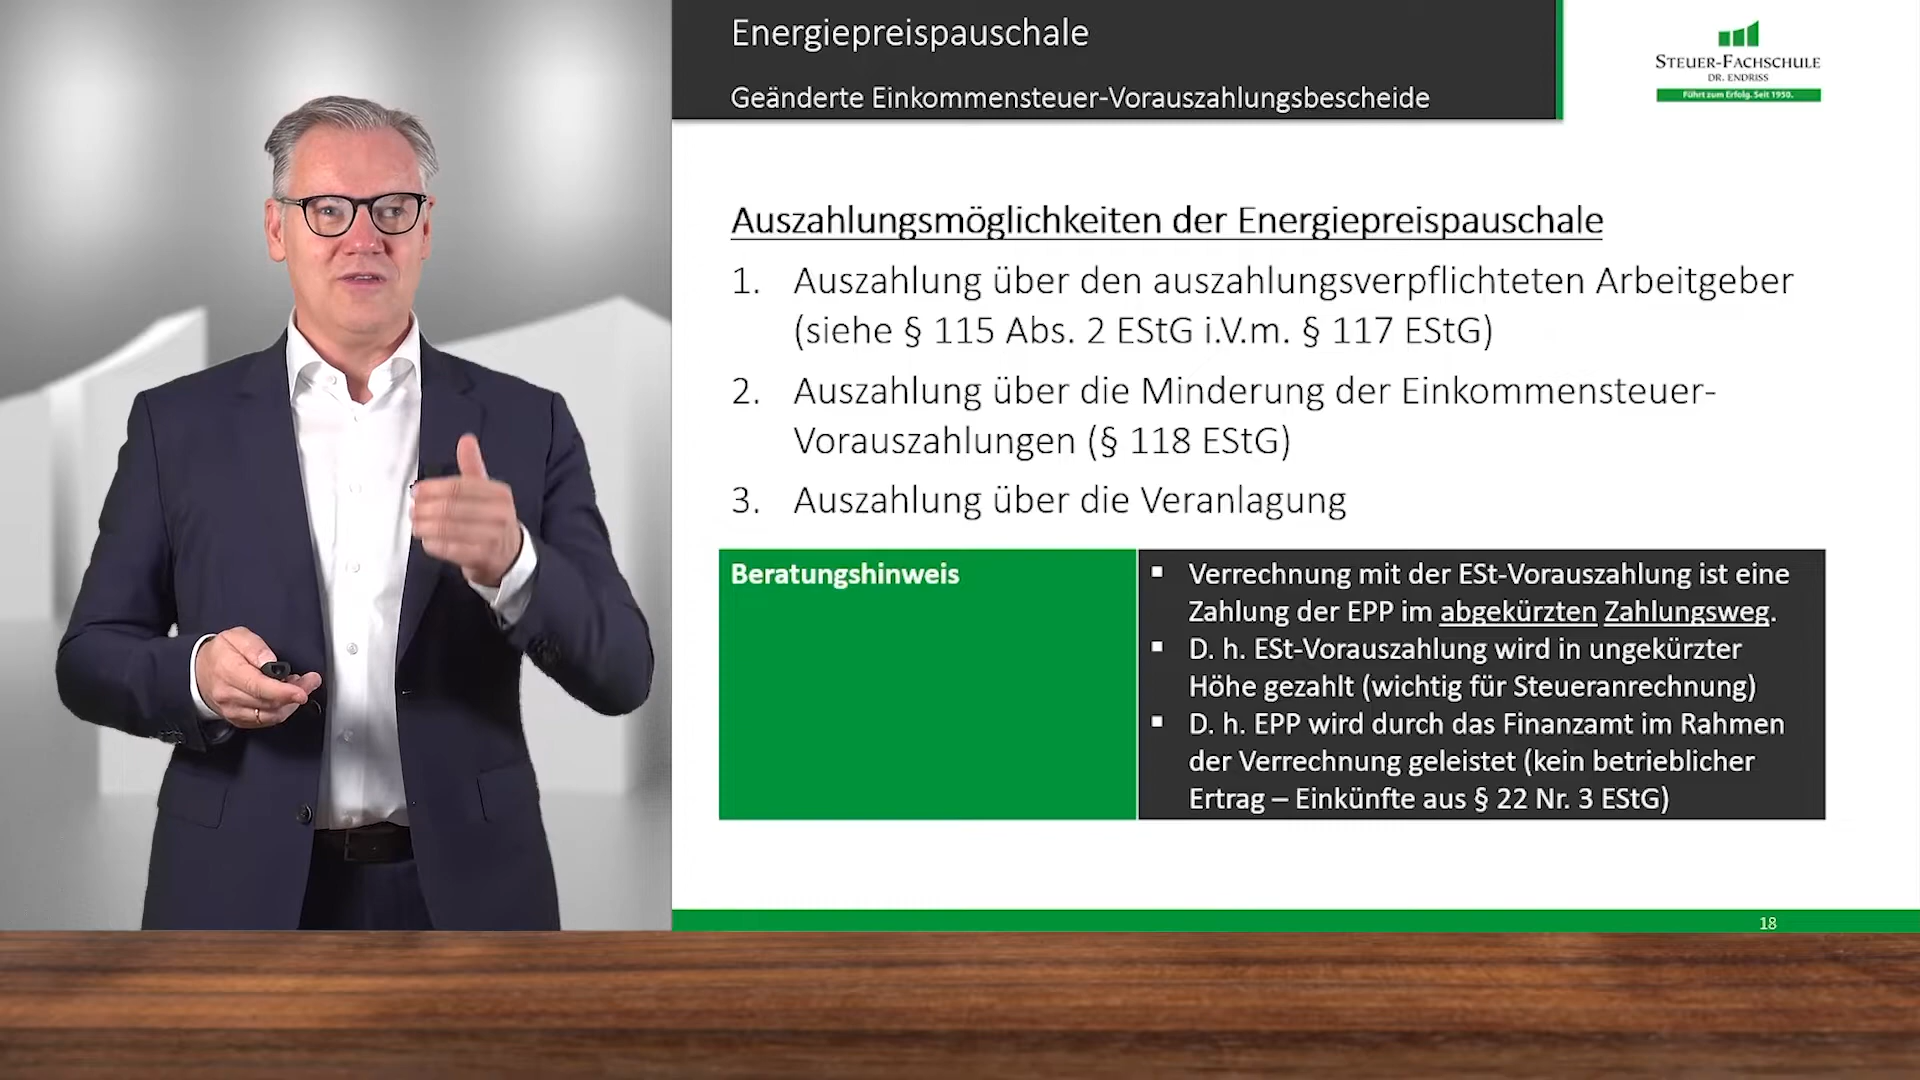 Energiepreispauschale
Geänderte Einkommensteuer-Vorauszahlungsbescheide
STEUER-FACHSCHULE
DR. ENDRISS
Führt zum Erfolg. Seit 1950.
Auszahlungsmöglichkeiten der Energiepreispauschale
1. Auszahlung über den auszahlungsverpflichteten Arbeitgeber
(siehe § 115 Abs. 2 EStG i.V.m. § 117 EStG)
2. Auszahlung über die Minderung der Einkommensteuer-
Vorauszahlungen (§ 118 EStG)
3. Auszahlung über die Veranlagung
Beratungshinweis
▪ Verrechnung mit der ESt-Vorauszahlung ist eine
Zahlung der EPP im abgekürzten Zahlungsweg.
▪ D. h. ESt-Vorauszahlung wird in ungekürzter
Höhe gezahlt (wichtig für Steueranrechnung)
▪ D. h. EPP wird durch das Finanzamt im Rahmen
der Verrechnung geleistet (kein betrieblicher
Ertrag – Einkünfte aus § 22 Nr. 3 EStG)
18